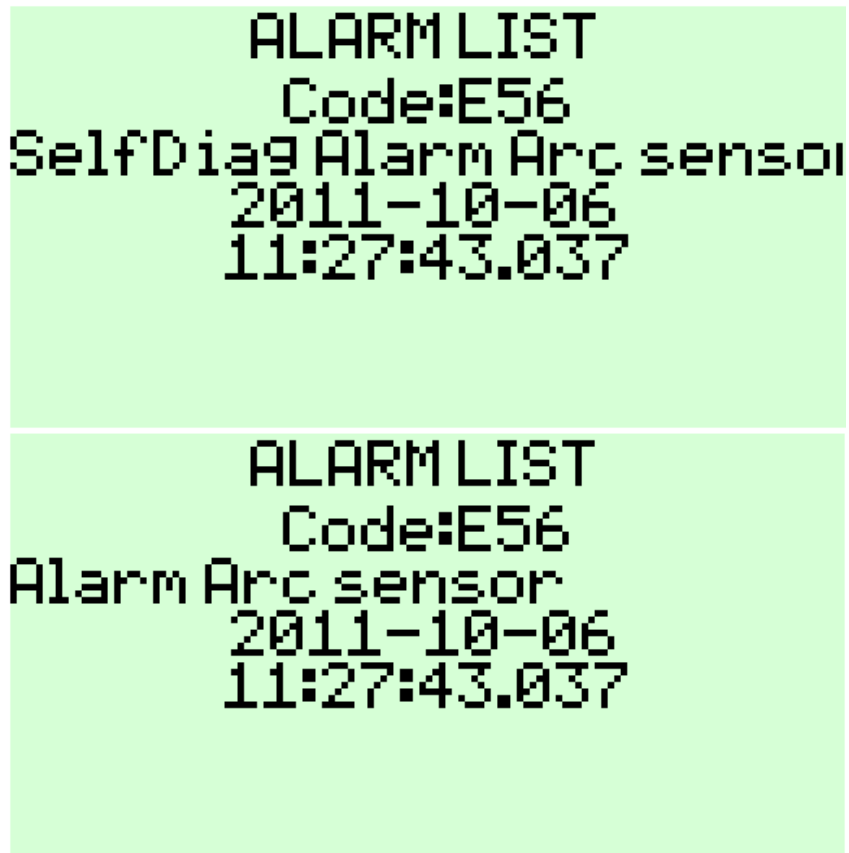 ALARM LIST
Code:E56
SelfDiag Alarm Arc senso
2011-10-06
11:27:43.037
ALARM LIST
Code:E56
Alarm Arc sensor
2011-10-06
11:27:43.037